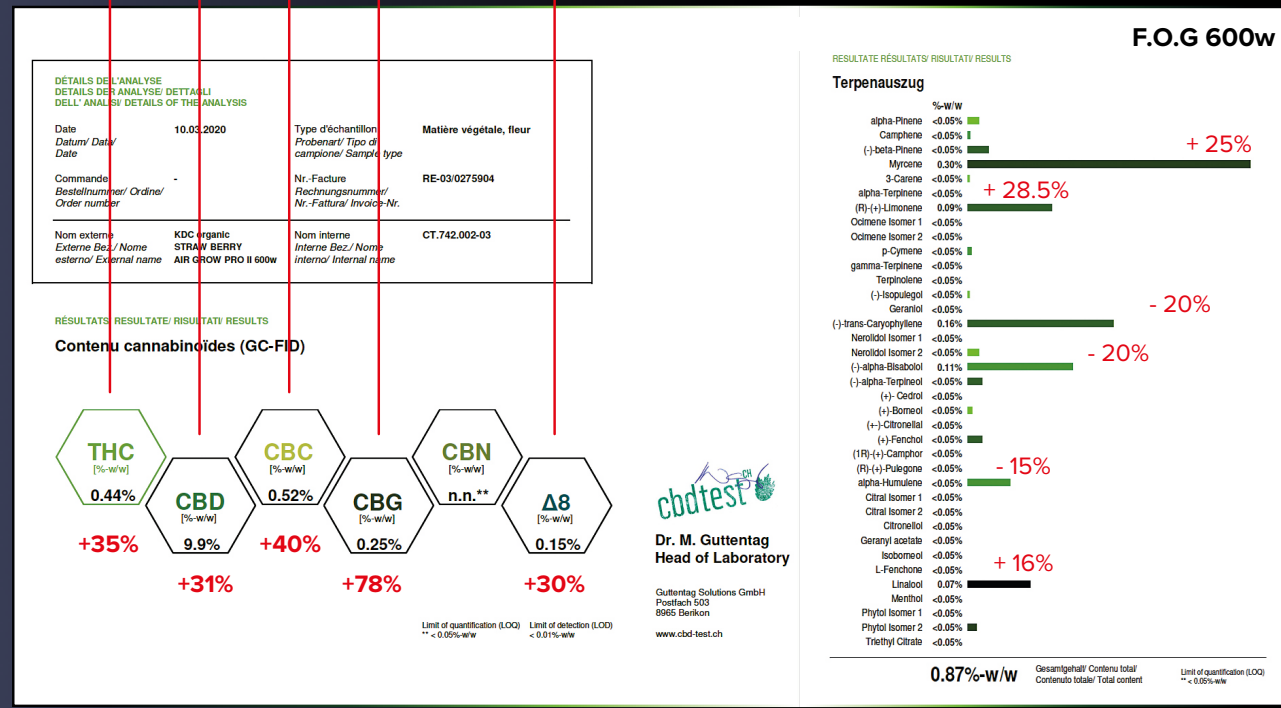 F.O.G 600w
DÉTAILS DE L'ANALYSE
DETAILS DER ANALYSE/ DETTAGLI
DELL' ANALISI/ DETAILS OF THE ANALYSIS
Date 10.03.2020 Type d'échantillon Matière végétale, fleur
Datum/ Data/ Probenart/ Tipo di
Date campione/ Sample type
Commande - Nr.-Facture RE-03/0275904
Bestellnummer/ Ordine/ Rechnungsnummer/
Order number Nr.-Fattura/ Invoice-Nr.
Nom externe KDC organic Nom interne CT.742.002-03
Externe Bez./ Nome STRAW BERRY Interne Bez./ Nome
esterno/ External name AIR GROW PRO II 600w interno/ Internal name
RÉSULTATS/ RESULTATE/ RISULTATI/ RESULTS
Contenu cannabinoïdes (GC-FID)
THC
[%-w/w]
0.44%
+35%
CBD
[%-w/w]
9.9%
+31%
CBC
[%-w/w]
0.52%
+40%
CBG
[%-w/w]
0.25%
+78%
CBN
[%-w/w]
n.n.**
Δ8
[%-w/w]
0.15%
+30%
Limit of quantification (LOQ) Limit of detection (LOD)
** < 0.05%-w/w < 0.01%-w/w
cbdtest CH
Dr. M. Guttentag
Head of Laboratory
Guttentag Solutions GmbH
Postfach 503
8965 Berikon
www.cbd-test.ch
RESULTATE RÉSULTATS/ RISULTATI/ RESULTS
Terpenauszug
%-w/w
alpha-Pinene <0.05%
Camphene <0.05%
(-)-beta-Pinene <0.05%
+ 25%
Myrcene 0.30%
3-Carene <0.05%
alpha-Terpinene <0.05%
+ 28.5%
(R)-(+)-Limonene 0.09%
Ocimene Isomer 1 <0.05%
Ocimene Isomer 2 <0.05%
p-Cymene <0.05%
gamma-Terpinene <0.05%
Terpinolene <0.05%
(-)-Isopulegol <0.05%
Geraniol <0.05%
- 20%
(-)-trans-Caryophyllene 0.16%
Nerolidol Isomer 1 <0.05%
Nerolidol Isomer 2 <0.05%
- 20%
(-)-alpha-Bisabolol 0.11%
(-)-alpha-Terpineol <0.05%
(+)- Cedrol <0.05%
(+)-Borneol <0.05%
(+-)-Citronellal <0.05%
(+)-Fenchol <0.05%
(1R)-(+)-Camphor <0.05%
(R)-(+)-Pulegone <0.05%
- 15%
alpha-Humulene <0.05%
Citral Isomer 1 <0.05%
Citral Isomer 2 <0.05%
Citronellol <0.05%
Geranyl acetate <0.05%
Isoborneol <0.05%
L-Fenchone <0.05%
+ 16%
Linalool 0.07%
Menthol <0.05%
Phytol Isomer 1 <0.05%
Phytol Isomer 2 <0.05%
Triethyl Citrate <0.05%
0.87%-w/w Gesamtgehalt/ Contenu total/ Limit of quantification (LOQ)
Contenuto totale/ Total content ** < 0.05%-w/w